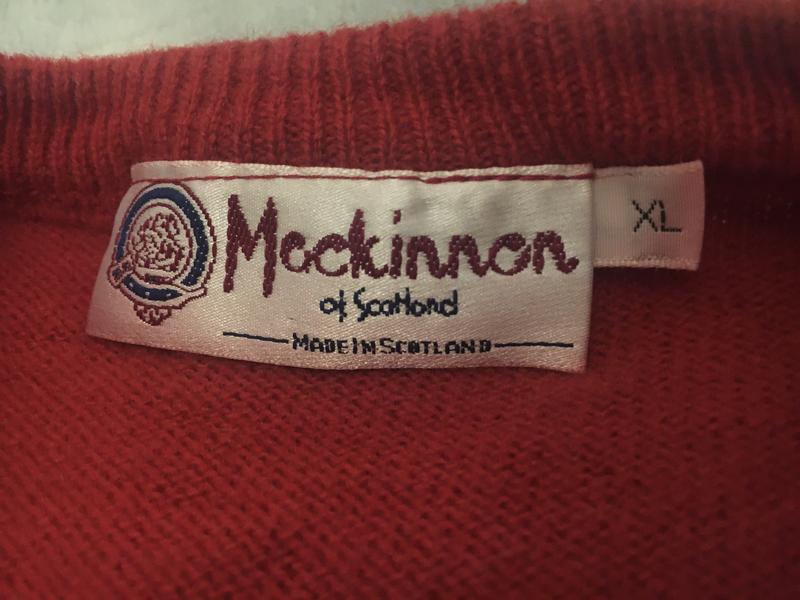 Mackinnon
of Scotland
MADE IN SCOTLAND
XL